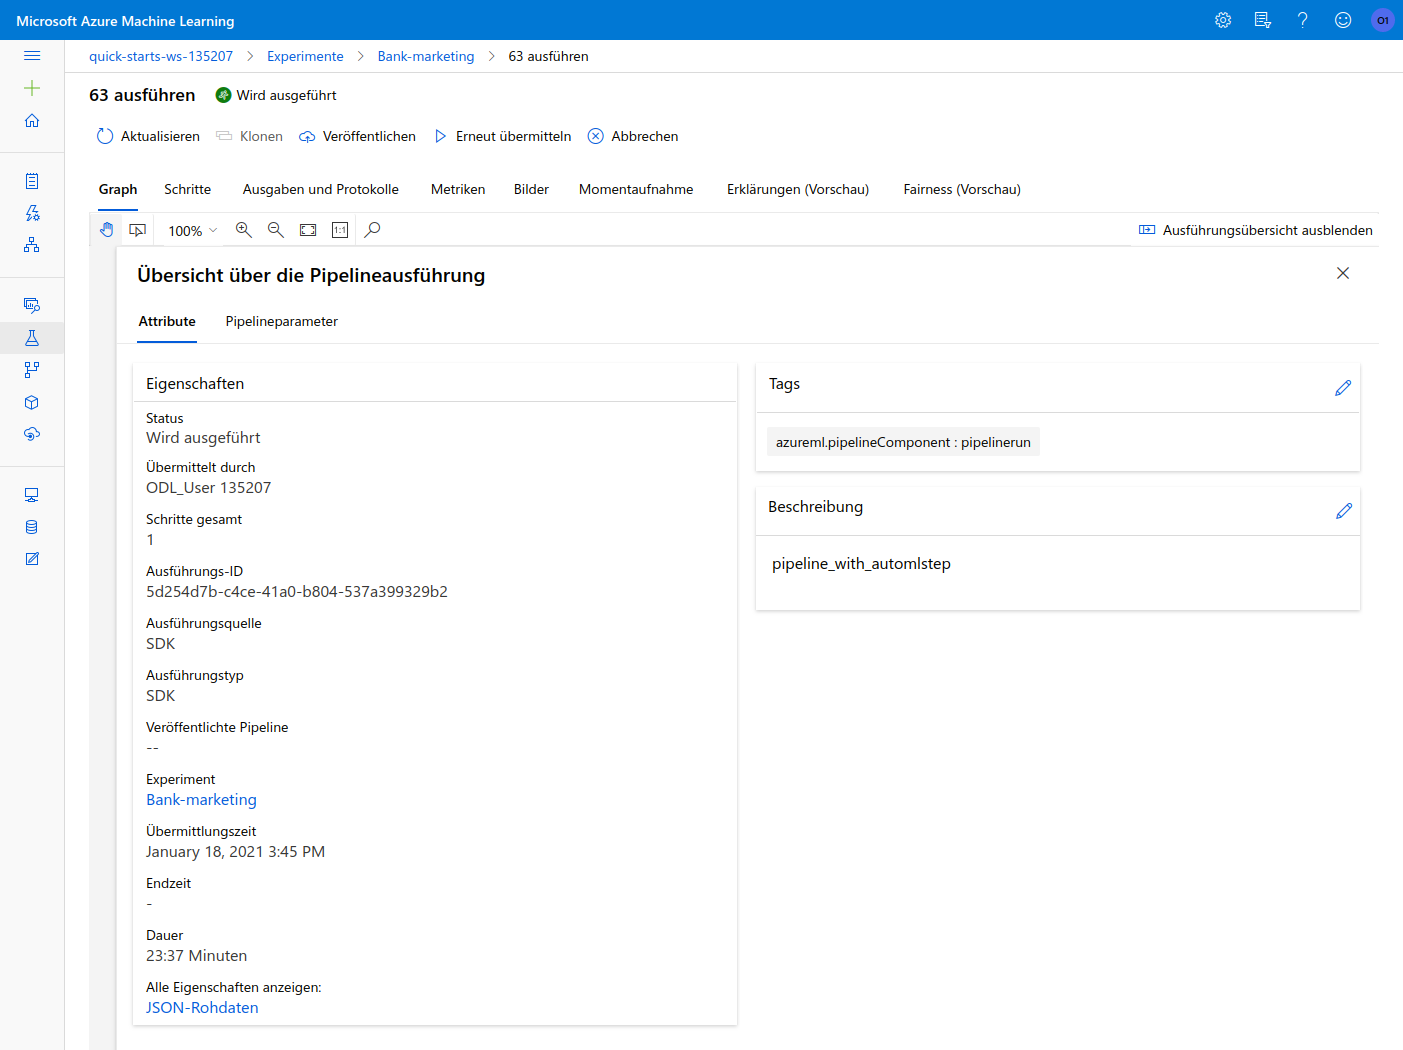 Microsoft Azure Machine Learning
O1
quick-starts-ws-135207 > Experimente > Bank-marketing > 63 ausführen
63 ausführen Wird ausgeführt
Aktualisieren Klonen Veröffentlichen Erneut übermitteln Abbrechen
Graph Schritte Ausgaben und Protokolle Metriken Bilder Momentaufnahme Erklärungen (Vorschau) Fairness (Vorschau)
100% 1:1 Ausführungsübersicht ausblenden
Übersicht über die Pipelineausführung
Attribute Pipelineparameter
Eigenschaften
Status
Wird ausgeführt
Übermittelt durch
ODL_User 135207
Schritte gesamt
1
Ausführungs-ID
5d254d7b-c4ce-41a0-b804-537a399329b2
Ausführungsquelle
SDK
Ausführungstyp
SDK
Veröffentlichte Pipeline
--
Experiment
Bank-marketing
Übermittlungszeit
January 18, 2021 3:45 PM
Endzeit
-
Dauer
23:37 Minuten
Alle Eigenschaften anzeigen:
JSON-Rohdaten
Tags
azureml.pipelineComponent : pipelinerun
Beschreibung
pipeline_with_automlstep